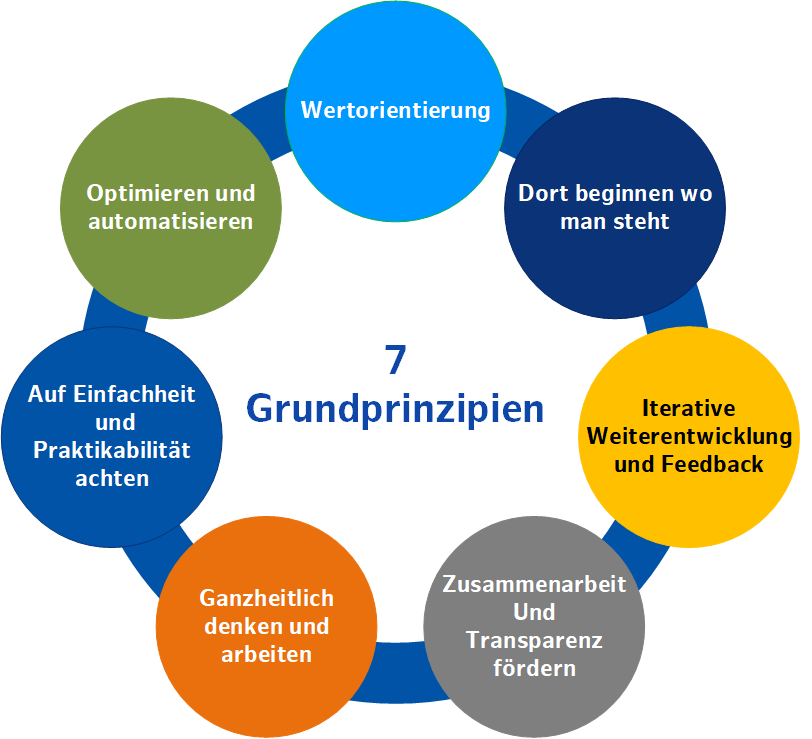 Wertorientierung
Dort beginnen wo
man steht
Iterative
Weiterentwicklung
und Feedback
Zusammenarbeit
Und
Transparenz
fördern
Ganzheitlich
denken und
arbeiten
Auf Einfachheit
und
Praktikabilität
achten
Optimieren und
automatisieren
7
Grundprinzipien